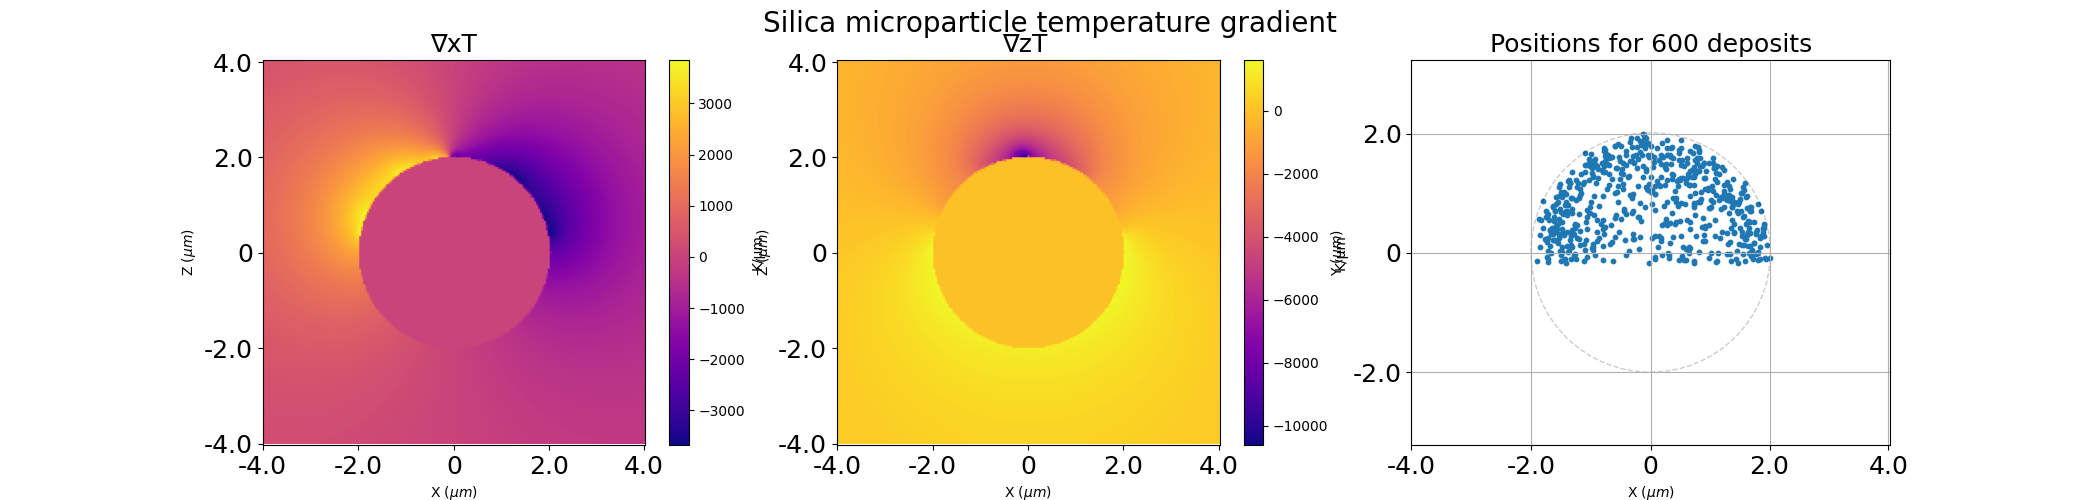 Silica microparticle temperature gradient
∇xT
4.0
2.0
0
-2.0
-4.0
Z (μm)
-4.0 -2.0 0 2.0 4.0
X (μm)
3000
2000
1000
0
−1000
−2000
−3000
K/μm
∇zT
4.0
2.0
0
-2.0
-4.0
Z (μm)
-4.0 -2.0 0 2.0 4.0
X (μm)
0
−2000
−4000
−6000
−8000
−10000
K/μm
Positions for 600 deposits
2.0
0
-2.0
Y (μm)
-4.0 -2.0 0 2.0 4.0
X (μm)